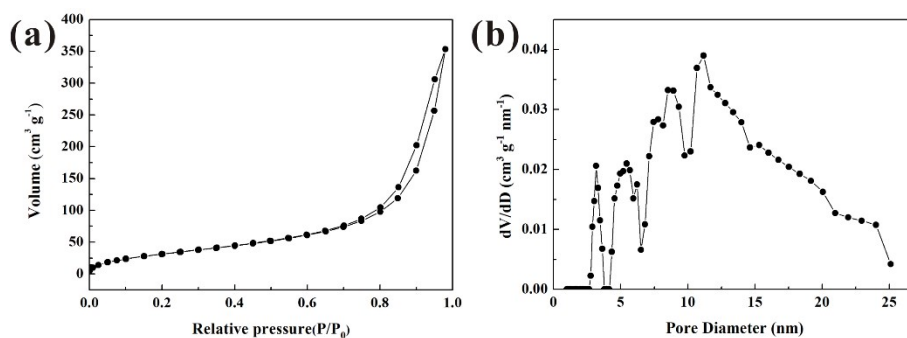 (a)
400
350
300
250
200
150
100
50
0
Volume (cm³ g⁻¹)
0.0 0.2 0.4 0.6 0.8 1.0
Relative pressure(P/P₀)
(b)
0.04
0.03
0.02
0.01
0.00
dV/dD (cm³ g⁻¹ nm⁻¹)
0 5 10 15 20 25
Pore Diameter (nm)